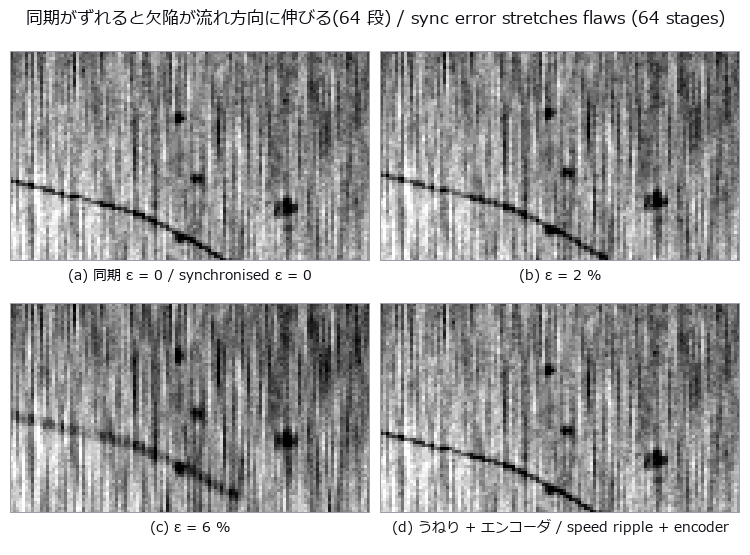 同期がずれると欠陥が流れ方向に伸びる(64 段) / sync error stretches flaws (64 stages)
(a) 同期 ε = 0 / synchronised ε = 0
(b) ε = 2 %
(c) ε = 6 %
(d) うねり + エンコーダ / speed ripple + encoder